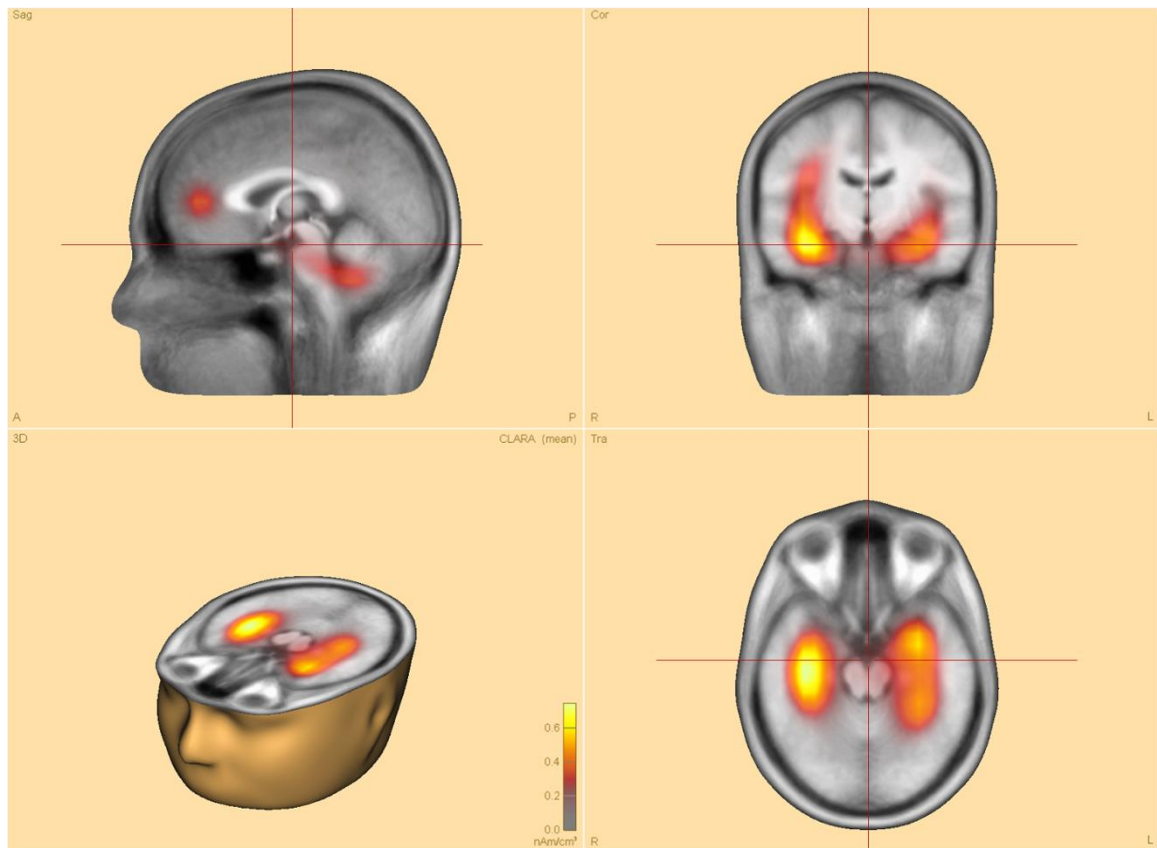 Sag
Cor
A
P
R
L
3D
CLARA (mean)
Tra
0.6
0.4
0.2
0.0
nAm/cm³
R
L